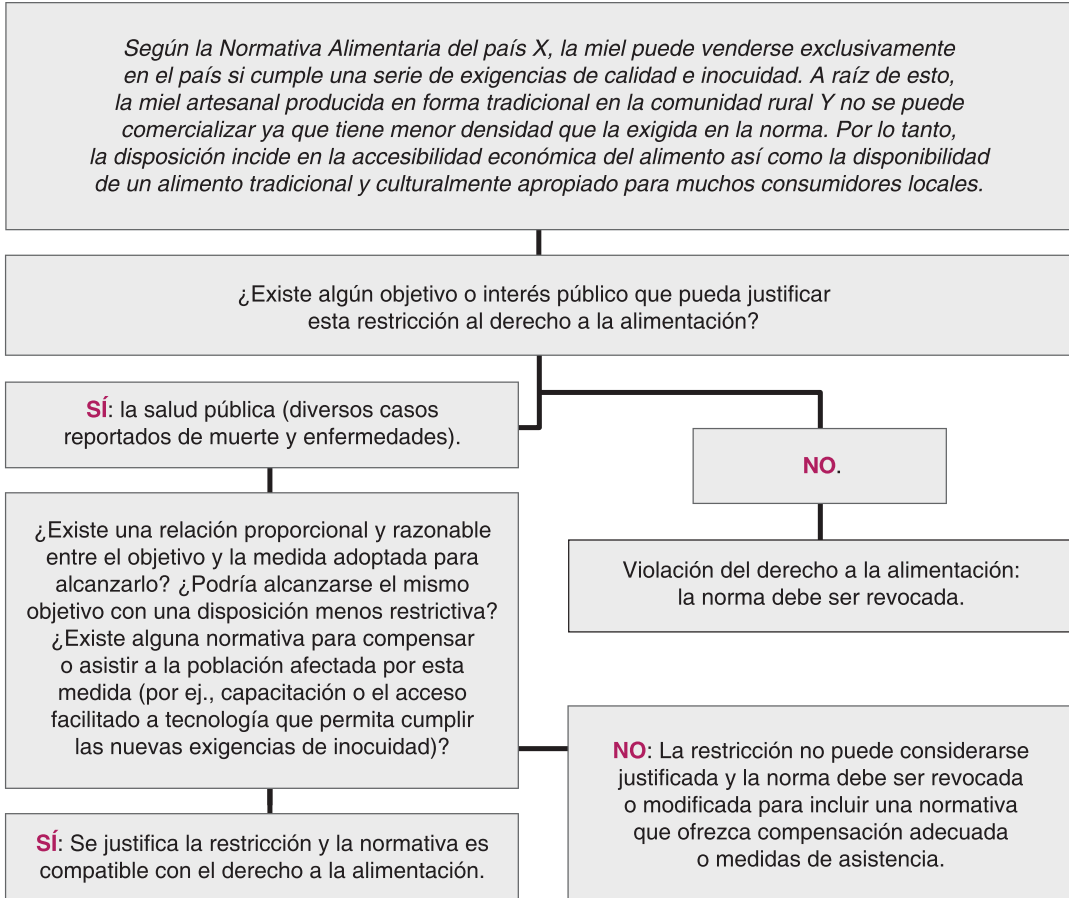 Según la Normativa Alimentaria del país X, la miel puede venderse exclusivamente
en el país si cumple una serie de exigencias de calidad e inocuidad. A raíz de esto,
la miel artesanal producida en forma tradicional en la comunidad rural Y no se puede
comercializar ya que tiene menor densidad que la exigida en la norma. Por lo tanto,
la disposición incide en la accesibilidad económica del alimento así como la disponibilidad
de un alimento tradicional y culturalmente apropiado para muchos consumidores locales.
¿Existe algún objetivo o interés público que pueda justificar
esta restricción al derecho a la alimentación?
SÍ: la salud pública (diversos casos
reportados de muerte y enfermedades).
NO.
¿Existe una relación proporcional y razonable
entre el objetivo y la medida adoptada para
alcanzarlo? ¿Podría alcanzarse el mismo
objetivo con una disposición menos restrictiva?
¿Existe alguna normativa para compensar
o asistir a la población afectada por esta
medida (por ej., capacitación o el acceso
facilitado a tecnología que permita cumplir
las nuevas exigencias de inocuidad)?
Violación del derecho a la alimentación:
la norma debe ser revocada.
NO: La restricción no puede considerarse
justificada y la norma debe ser revocada
o modificada para incluir una normativa
que ofrezca compensación adecuada
o medidas de asistencia.
SÍ: Se justifica la restricción y la normativa es
compatible con el derecho a la alimentación.